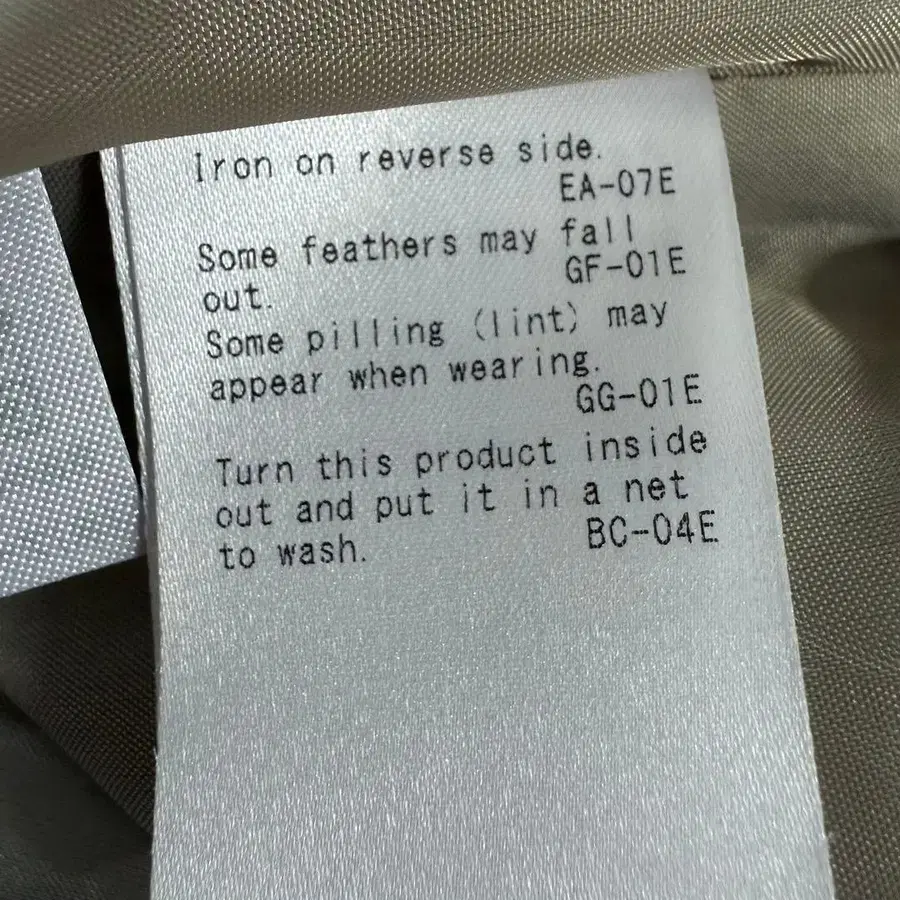 Iron on reverse side.
EA-07E
Some feathers may fall
out. GF-01E
Some pilling (lint) may
appear when wearing.
GG-01E
Turn this product inside
out and put it in a net
to wash. BC-04E